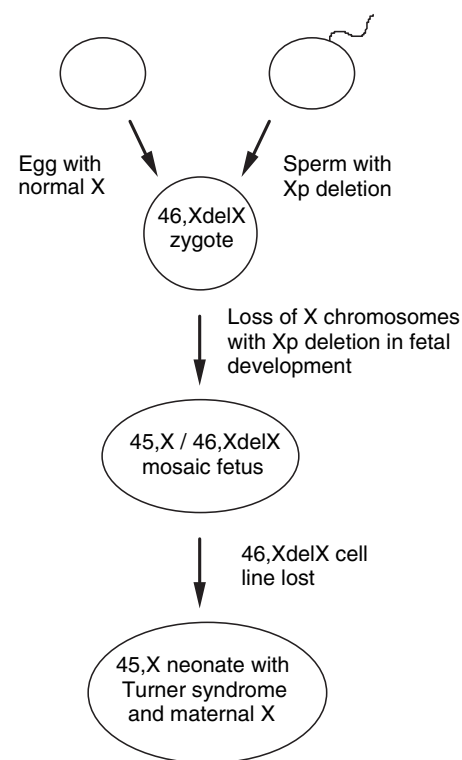 Egg with
normal X
Sperm with
Xp deletion
46,XdelX
zygote
Loss of X chromosomes
with Xp deletion in fetal
development
45,X / 46,XdelX
mosaic fetus
46,XdelX cell
line lost
45,X neonate with
Turner syndrome
and maternal X